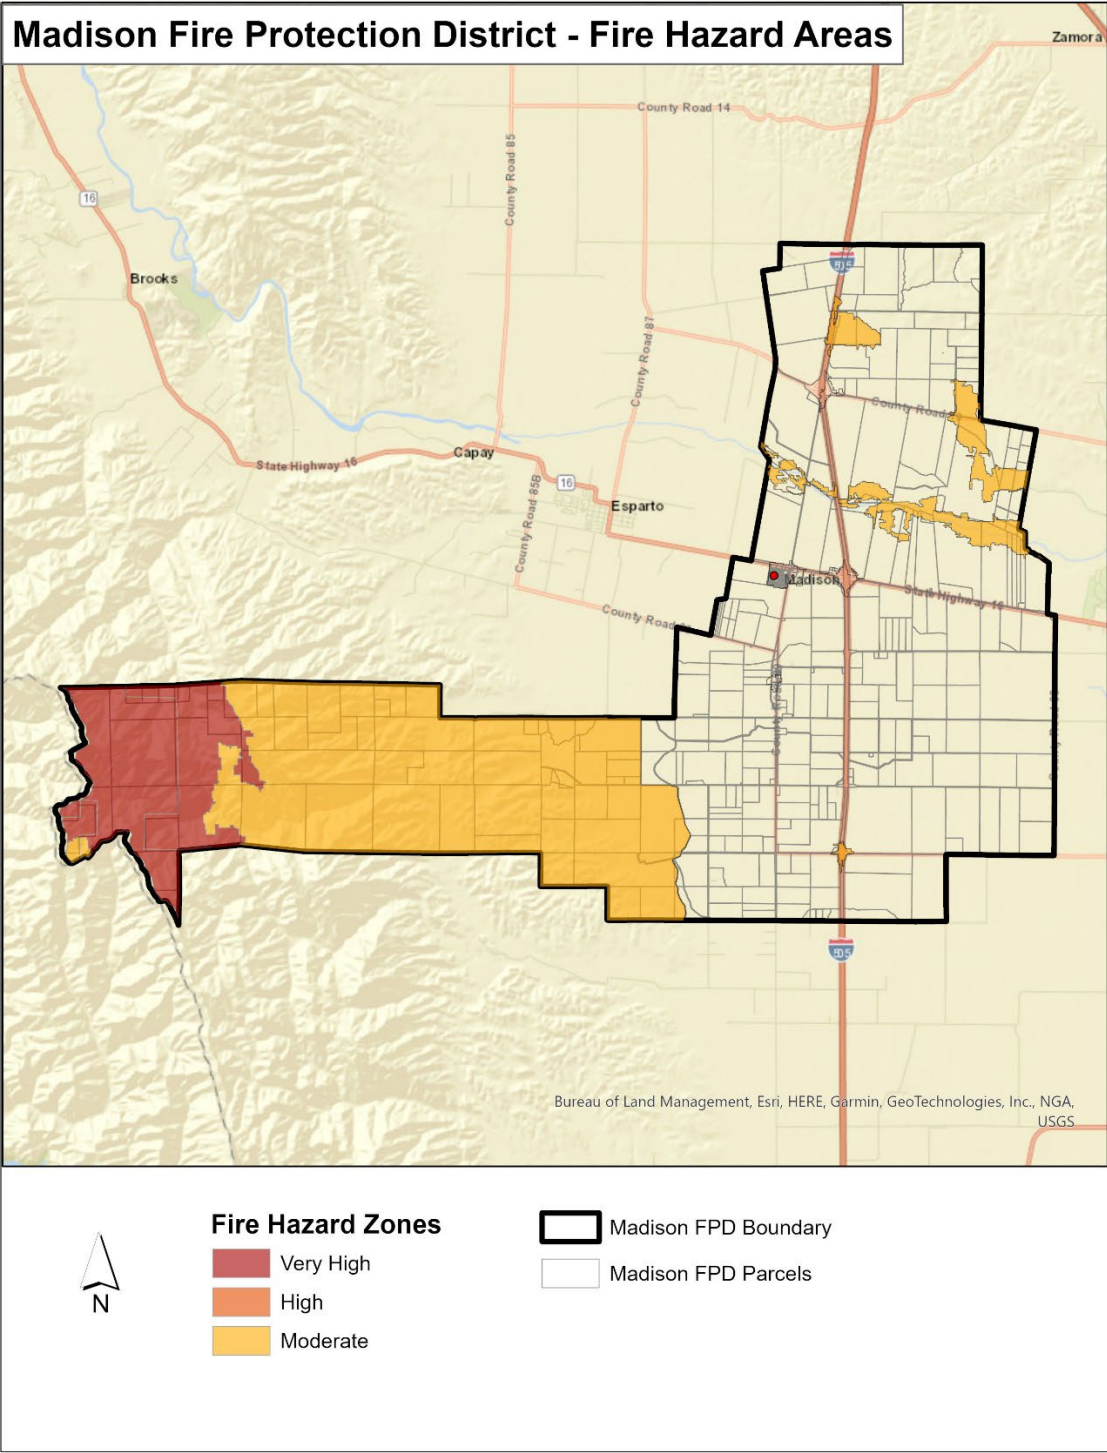 Madison Fire Protection District - Fire Hazard Areas
Zamora
County Road 14
County Road 85
16
505
Brooks
County Road 87
County Road
State Highway 16
Capay
16
County Road 85B
Esparto
Madison
State Highway 16
County Road
505
Bureau of Land Management, Esri, HERE, Garmin, GeoTechnologies, Inc., NGA,
USGS
Fire Hazard Zones
Very High
High
Moderate
Madison FPD Boundary
Madison FPD Parcels
N